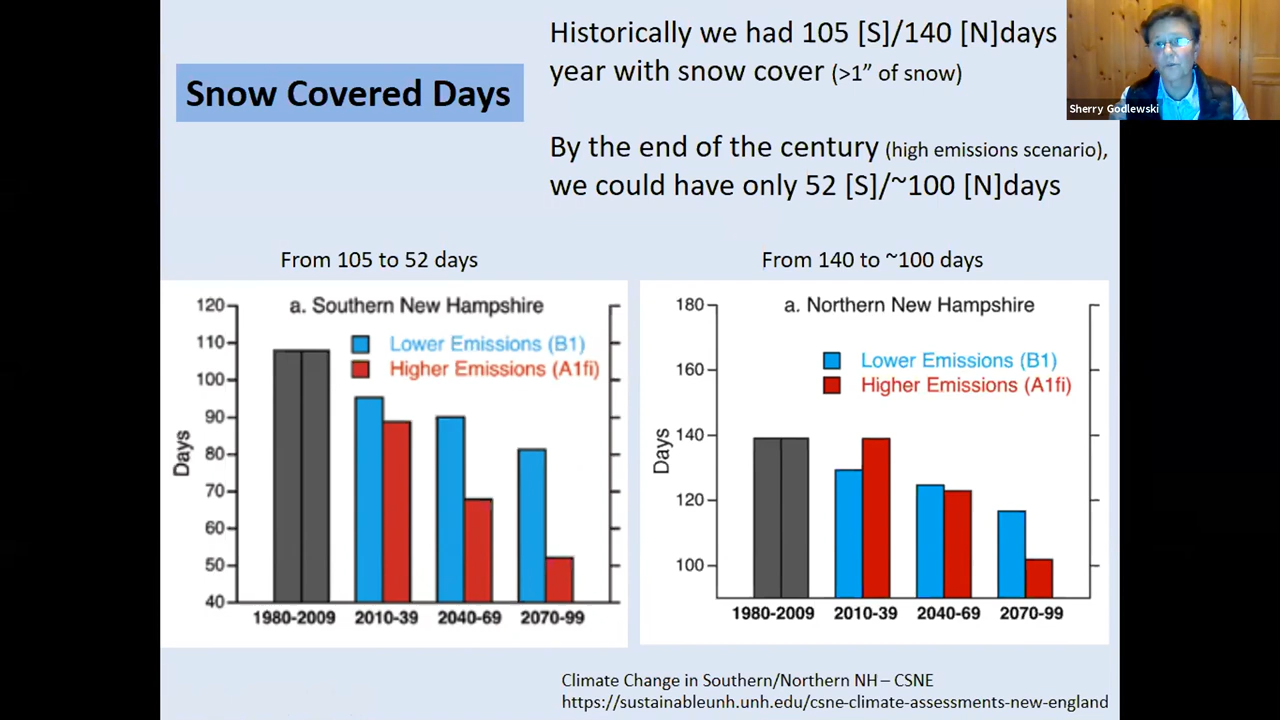 Snow Covered Days
Historically we had 105 [S]/140 [N]days
year with snow cover (>1” of snow)
By the end of the century (high emissions scenario),
we could have only 52 [S]/~100 [N]days
Sherry Godlewski
From 105 to 52 days
a. Southern New Hampshire
Lower Emissions (B1)
Higher Emissions (A1fi)
Days
120
110
100
90
80
70
60
50
40
1980-2009 2010-39 2040-69 2070-99
From 140 to ~100 days
a. Northern New Hampshire
Lower Emissions (B1)
Higher Emissions (A1fi)
Days
180
160
140
120
100
1980-2009 2010-39 2040-69 2070-99
Climate Change in Southern/Northern NH – CSNE
https://sustainableunh.unh.edu/csne-climate-assessments-new-england